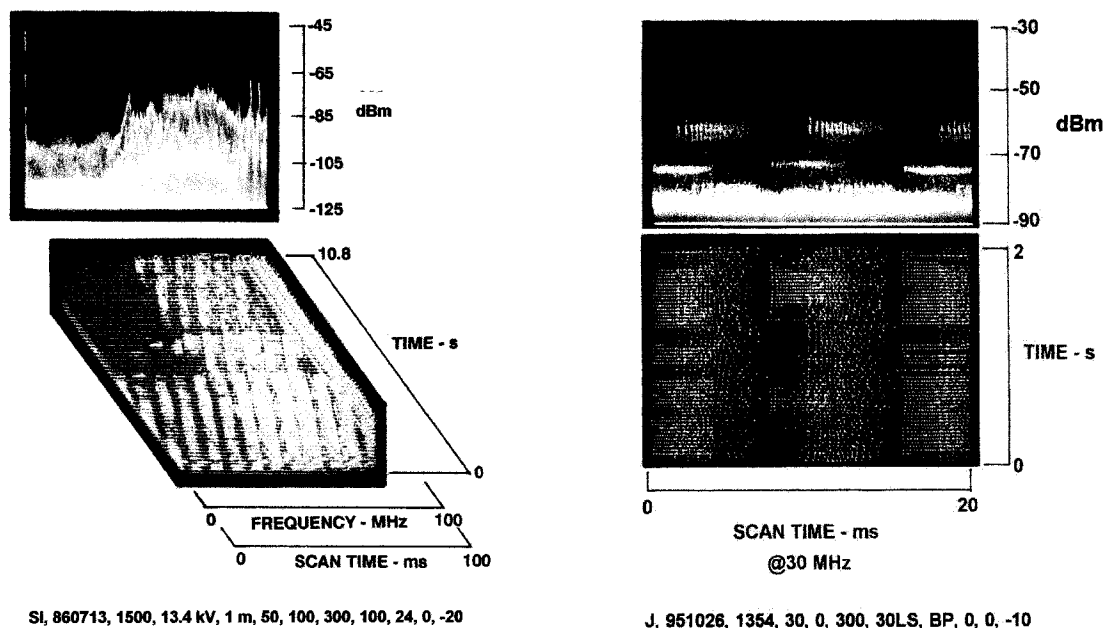 -45
-65
dBm
-85
-105
-125
10.8
TIME - s
0
0
FREQUENCY - MHz
100
0
SCAN TIME - ms
100
SI, 860713, 1500, 13.4 kV, 1 m, 50, 100, 300, 100, 24, 0, -20
-30
-50
dBm
-70
-90
2
TIME - s
0
0
20
SCAN TIME - ms
@30 MHz
J, 951026, 1354, 30, 0, 300, 30LS, BP, 0, 0, -10